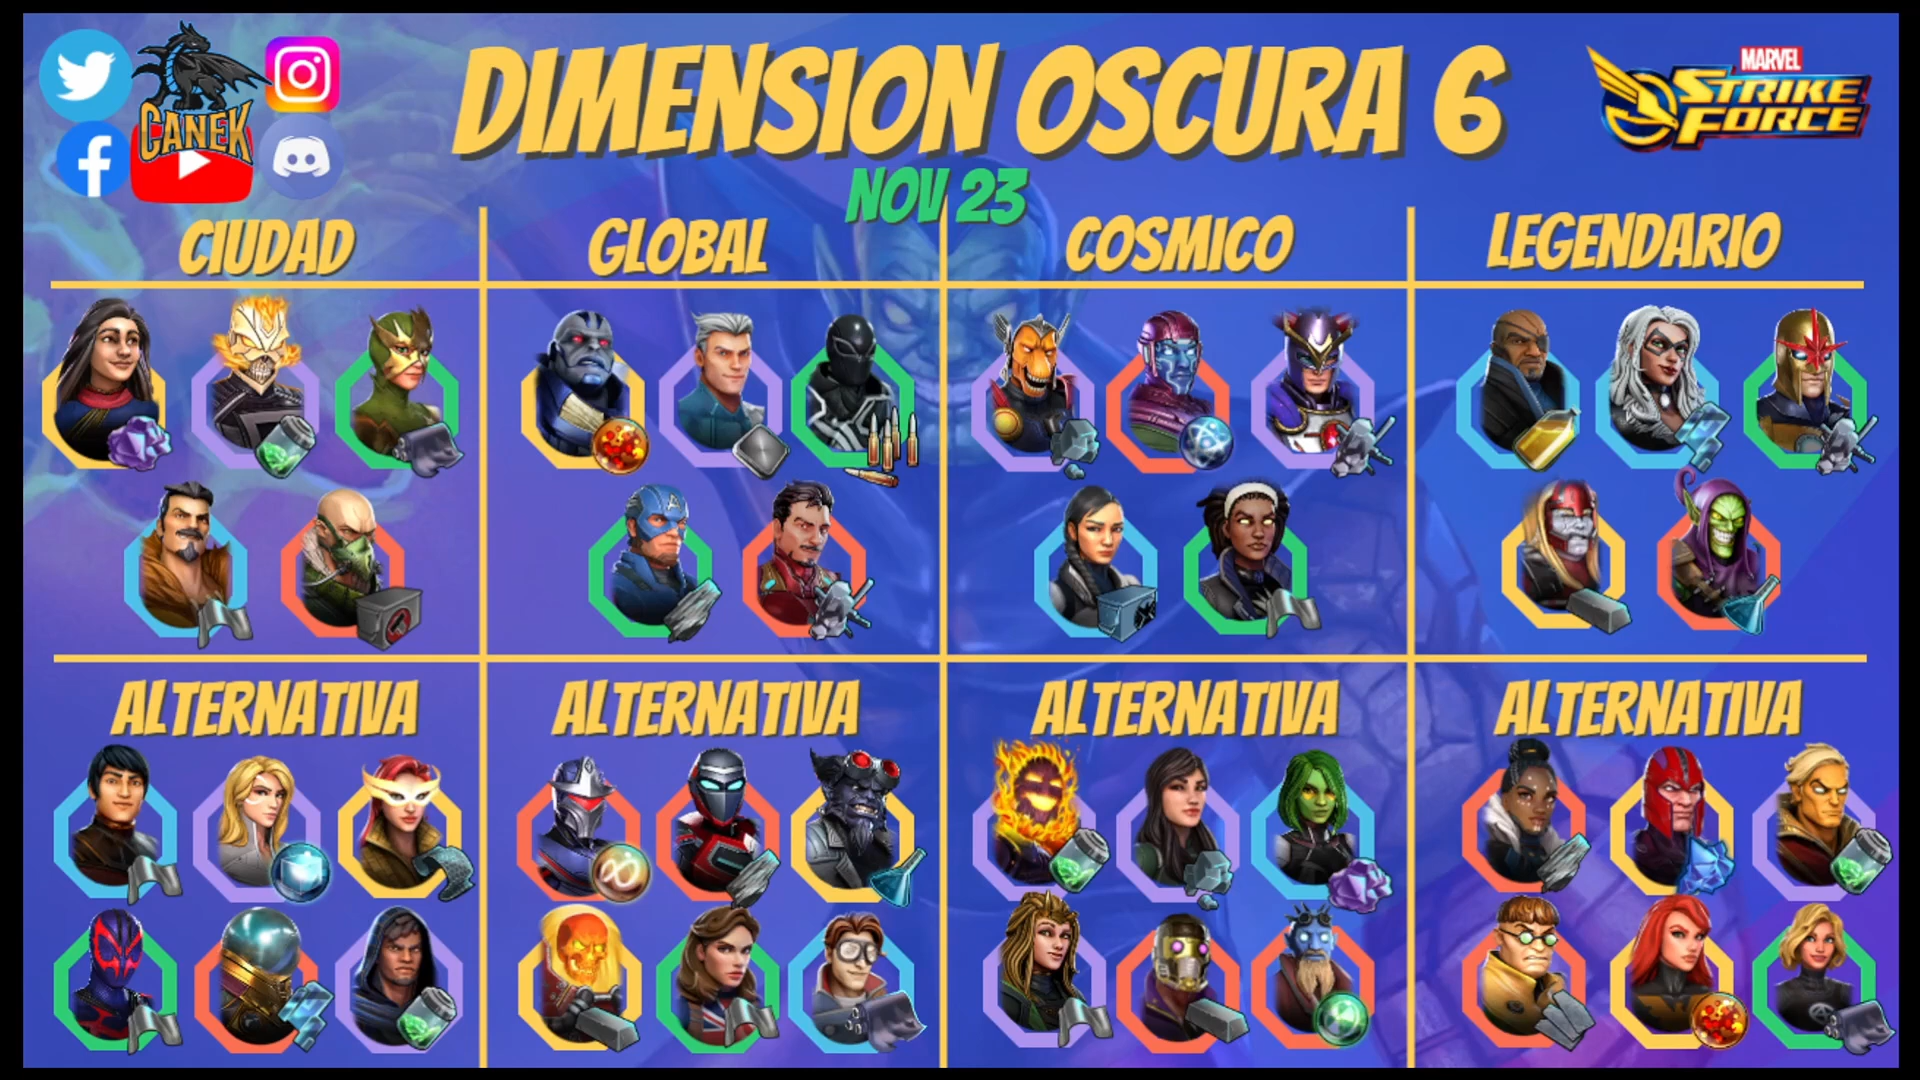 CANEK
DIMENSION OSCURA 6
MARVEL
STRIKE
FORCE
NOV 23
CIUDAD
GLOBAL
COSMICO
LEGENDARIO
ALTERNATIVA
ALTERNATIVA
ALTERNATIVA
ALTERNATIVA